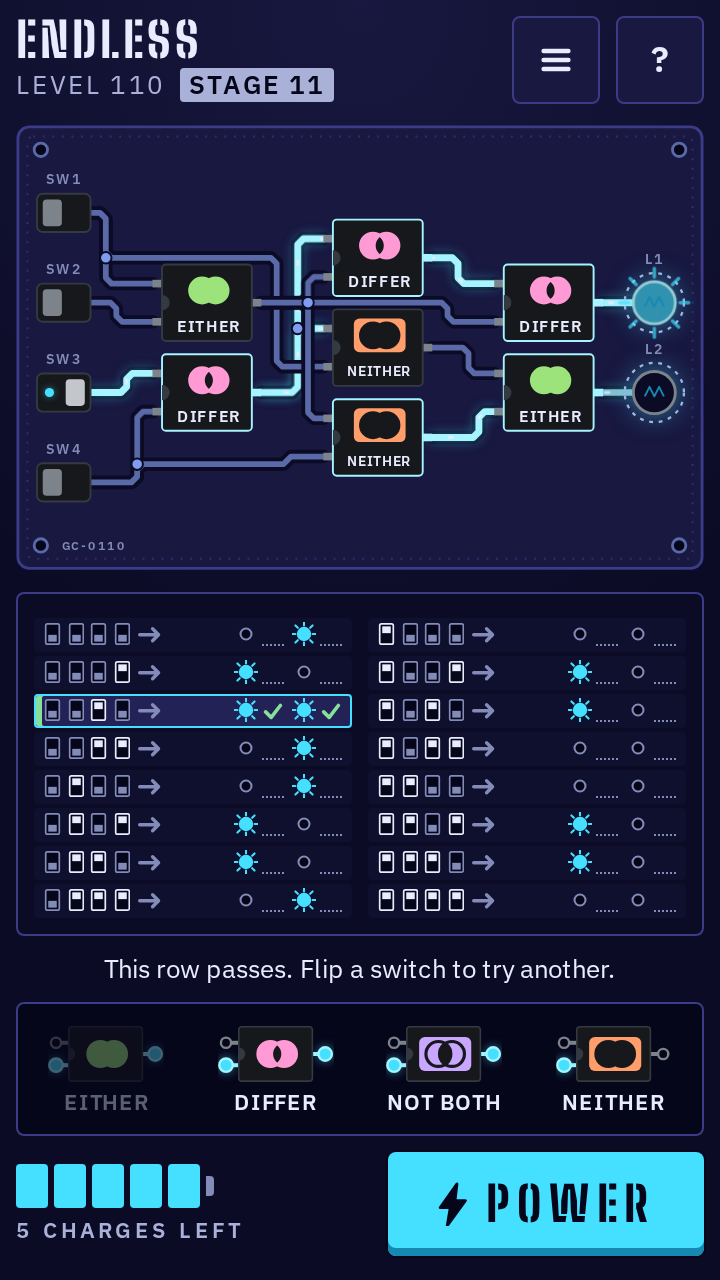 ENDLESS
LEVEL 110 STAGE 11
?
SW1
SW2
SW3
SW4
EITHER
DIFFER
DIFFER
NEITHER
NEITHER
DIFFER
EITHER
L1
L2
GC-0110
This row passes. Flip a switch to try another.
EITHER DIFFER NOT BOTH NEITHER
5 CHARGES LEFT
POWER